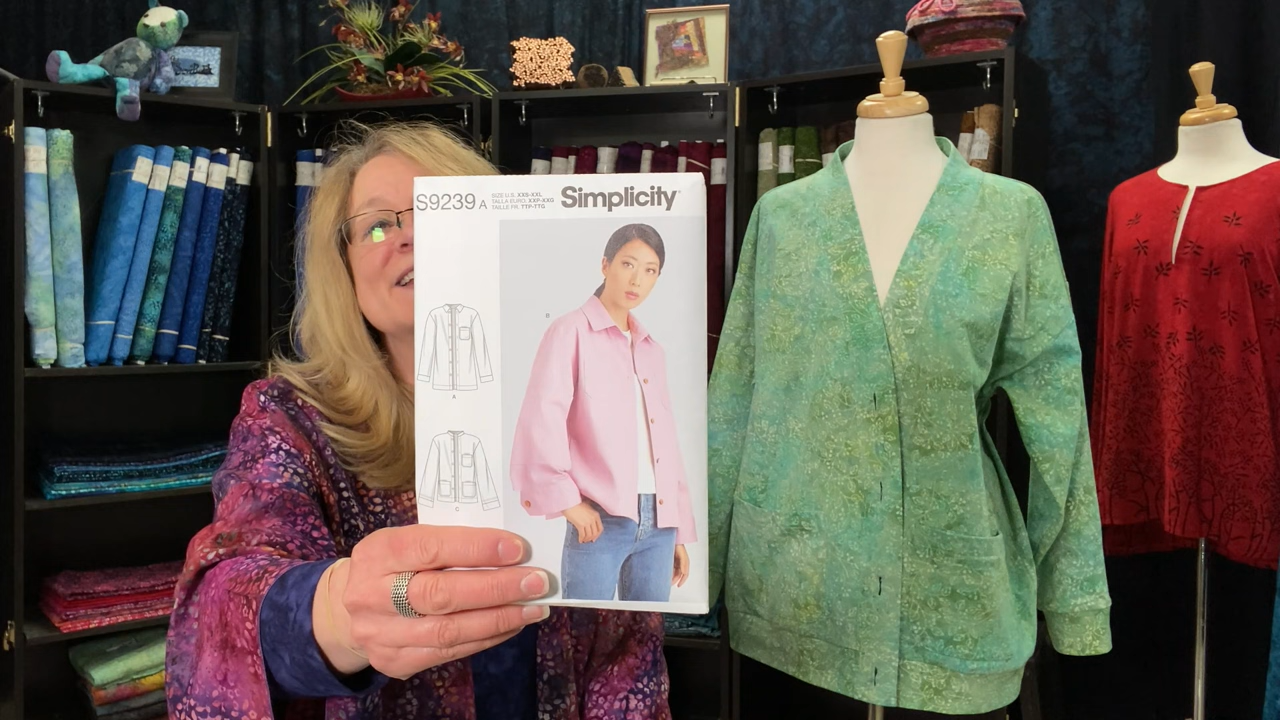 S9239 A
SIZE U.S. XXS-XXL
TALLA EURO. XXP-XXG
TAILLE FR. TTP-TTG
Simplicity
B
A
C